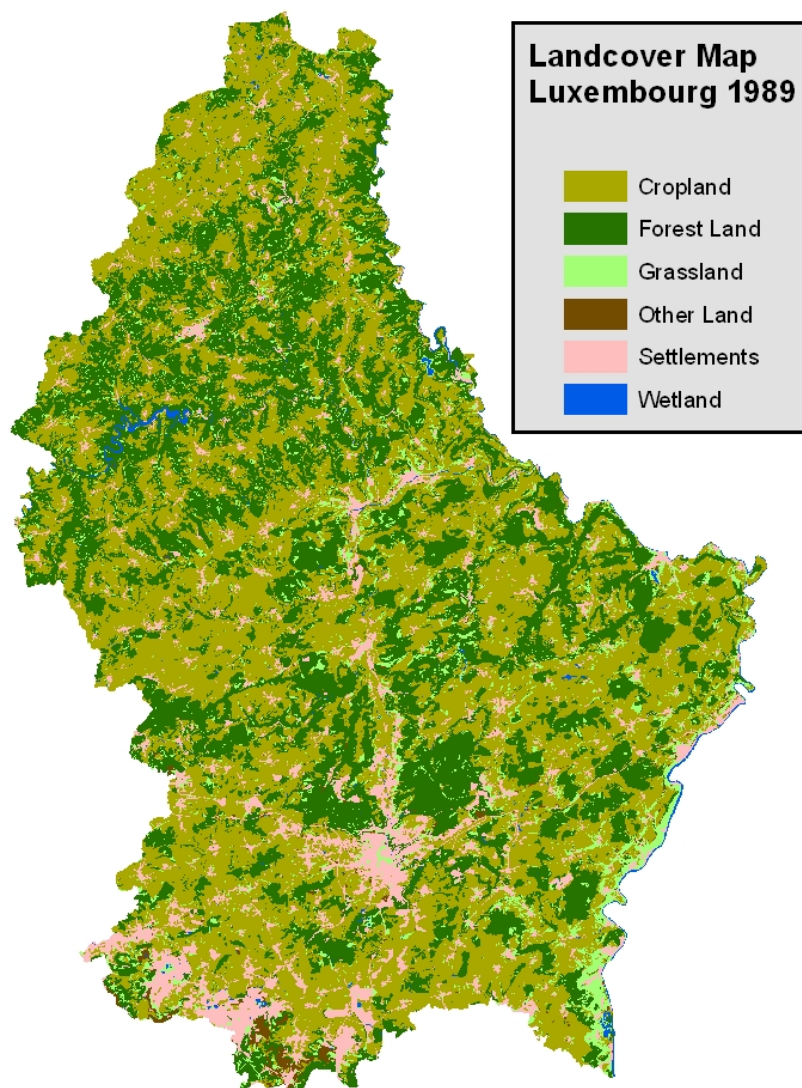 Landcover Map
Luxembourg 1989
Cropland
Forest Land
Grassland
Other Land
Settlements
Wetland